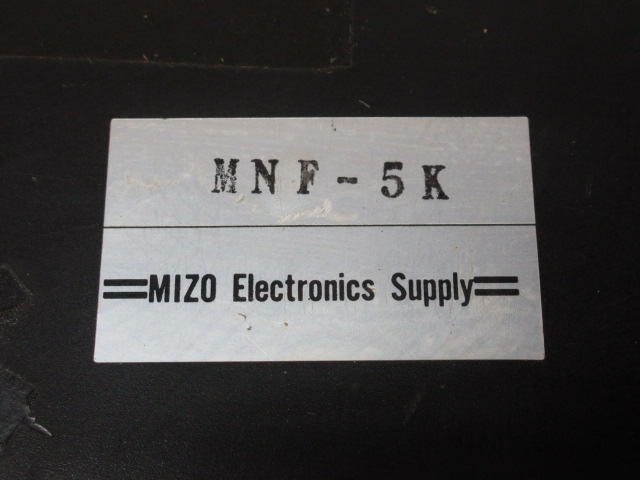 MNF-5K
MIZO Electronics Supply